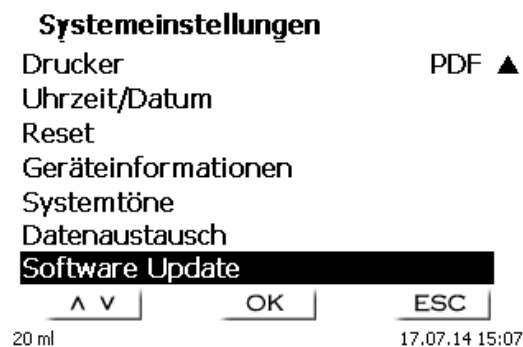 Systemeinstellungen
Drucker PDF ▲
Uhrzeit/Datum
Reset
Geräteinformationen
Systemtöne
Datenaustausch
Software Update
∧ ∨ OK ESC
20 ml 17.07.14 15:07